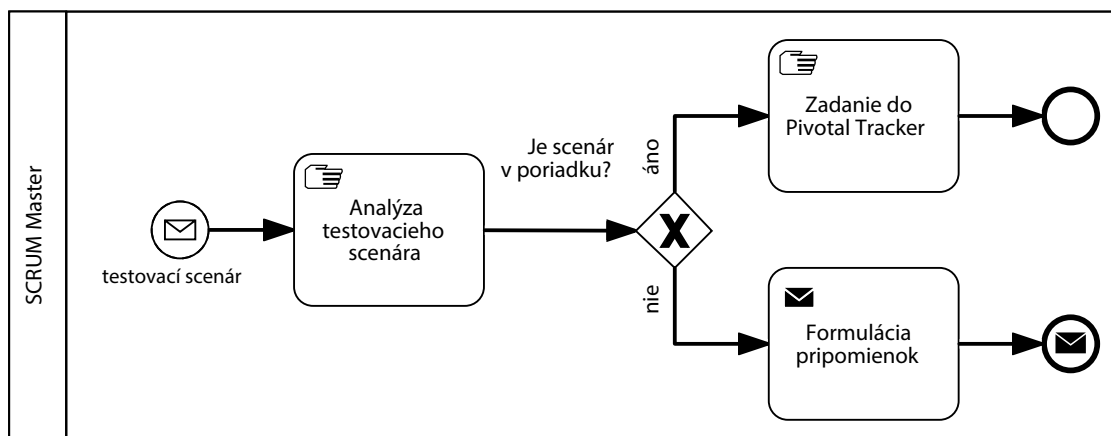 SCRUM Master
testovací scenár
Analýza
testovacieho
scenára
Je scenár
v poriadku?
áno
nie
Zadanie do
Pivotal Tracker
Formulácia
pripomienok